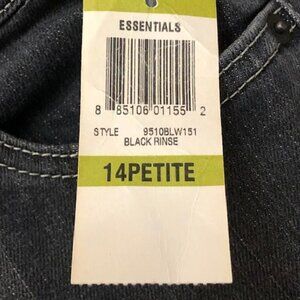 ESSENTIALS
8 85106 01155 2
STYLE 9510BLW151
BLACK RINSE
14PETITE